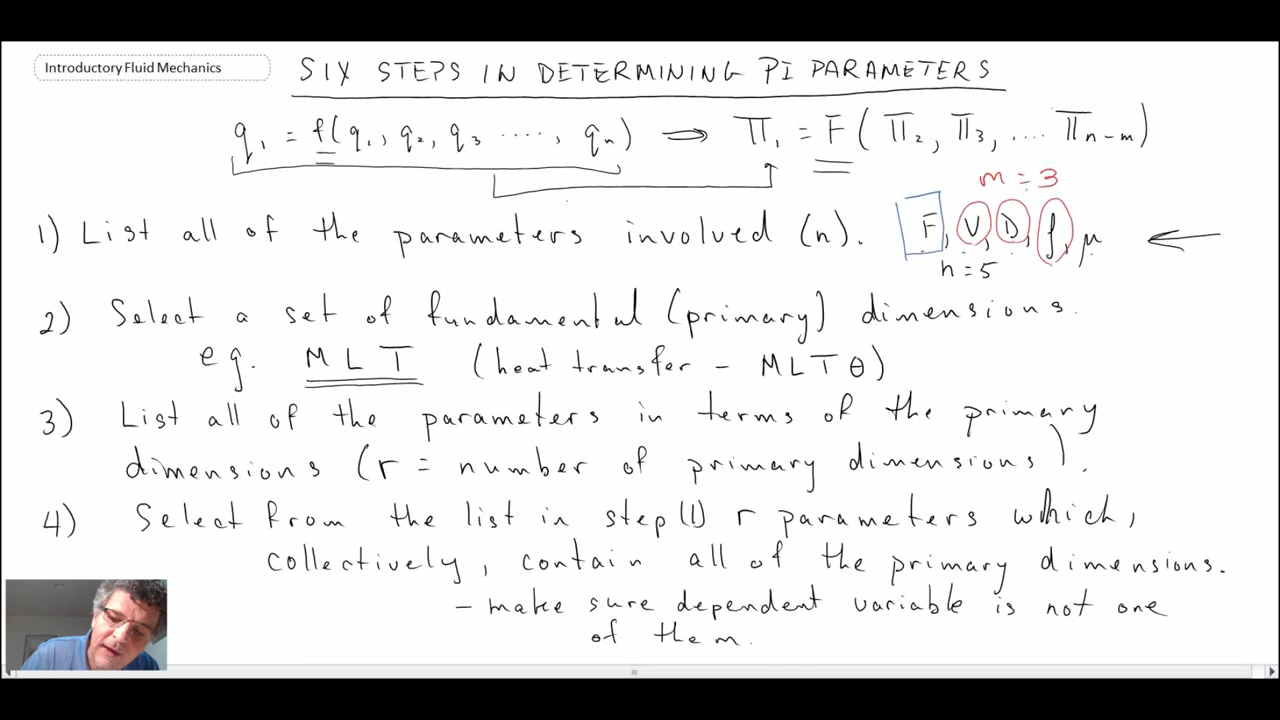 Introductory Fluid Mechanics
SIX STEPS IN DETERMINING PI PARAMETERS
q₁ = f(q₁, q₂, q₃ ....., qₙ) ⇒ Π₁ = F(Π₂, Π₃, .... Πₙ₋ₘ)
m = 3
1) List all of the parameters involved (n). F, V, D, ρ, μ ←
n = 5
2) Select a set of fundamental (primary) dimensions.
eg. M L T (heat transfer - M L T θ)
3) List all of the parameters in terms of the primary
dimensions (r = number of primary dimensions).
4) Select from the list in step (1) r parameters which,
collectively, contain all of the primary dimensions.
- make sure dependent variable is not one
of them.